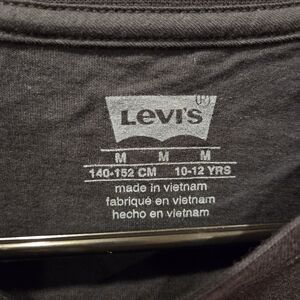 (R)
LEVI'S
M M M
140-152 CM 10-12 YRS
made in vietnam
fabriqué en vietnam
hecho en vietnam